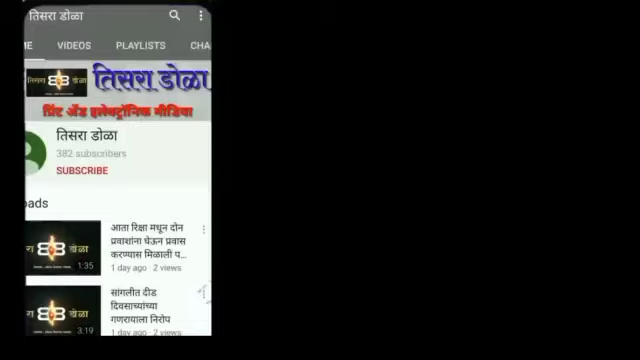 तिसरा डोळा
VIDEOS PLAYLISTS
तिसरा डोळा
तिसरा डोळा
प्रिंट अँड इलेक्ट्रॉनिक मीडिया
तिसरा डोळा
382 subscribers
SUBSCRIBE
आता रिक्षा मधून दोन
प्रवाशांना घेऊन प्रवास
करण्यास मिळाली प...
1 day ago · 2 views
डोळा
1:35
सांगलीत दीड
दिवसाच्यांच्या
गणरायाला निरोप
1 day ago · 2 views
डोळा
3:19